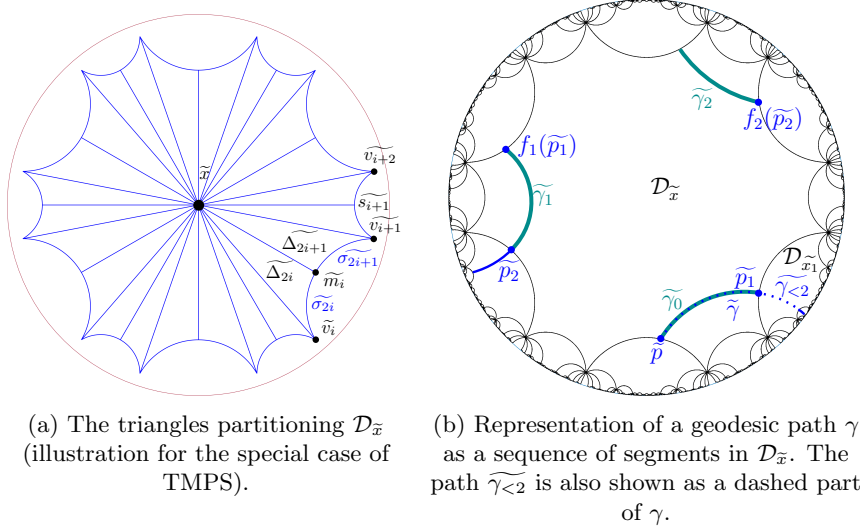 x̃
ṽ_{i+2}
s̃_{i+1}
ṽ_{i+1}
Δ̃_{2i+1}
σ̃_{2i+1}
Δ̃_{2i}
m̃_i
σ̃_{2i}
ṽ_i
γ̃_2
f_2(p̃_2)
f_1(p̃_1)
𝒟_x̃
γ̃_1
𝒟_{x̃_1}
p̃_2
p̃_1
γ̃_{<2}
γ̃_0
γ̃
p̃
(a) The triangles partitioning 𝒟_x̃
(illustration for the special case of
TMPS).
(b) Representation of a geodesic path γ
as a sequence of segments in 𝒟_x̃. The
path γ̃_{<2} is also shown as a dashed part
of γ.